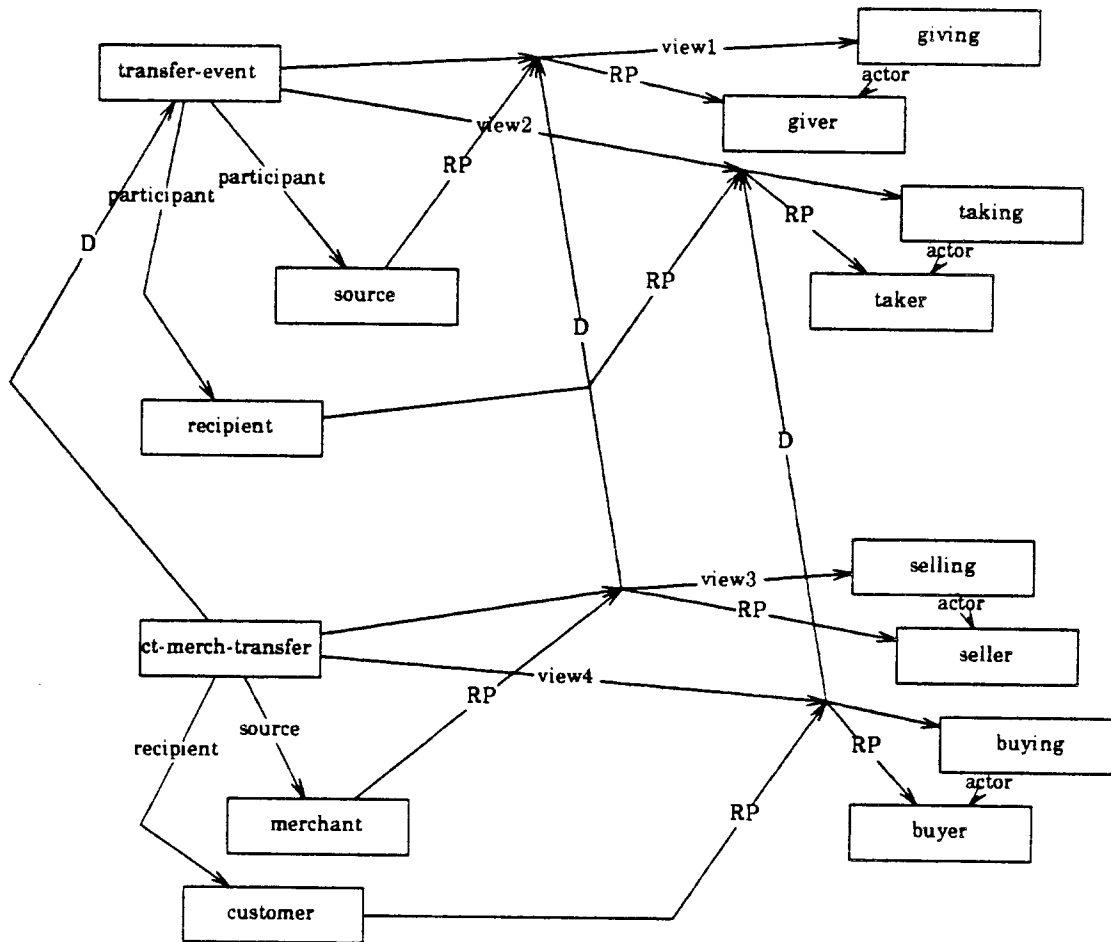 giving
view1
transfer-event
RP
actor
giver
view2
participant
participant
RP
taking
RP
D
actor
source
RP
taker
D
recipient
D
selling
view3
actor
RP
ct-merch-transfer
seller
view4
RP
source
recipient
buying
RP
actor
merchant
RP
buyer
customer